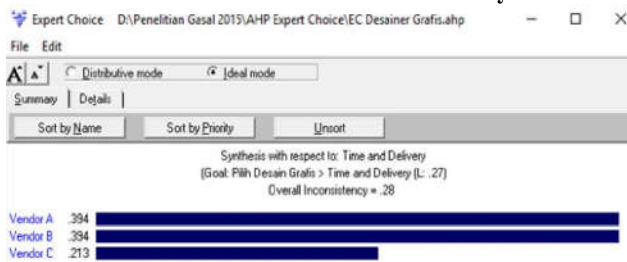 Expert Choice D:\Penelitian Gasal 2015\AHP Expert Choice\EC Desainer Grafis.ahp
File Edit
A A Distributive mode Ideal mode
Summary Details
Sort by Name Sort by Priority Unsort
Synthesis with respect to: Time and Delivery
(Goal: Pilih Desain Grafis > Time and Delivery (L: .27)
Overall Inconsistency = .28
Vendor A .394
Vendor B .394
Vendor C .213